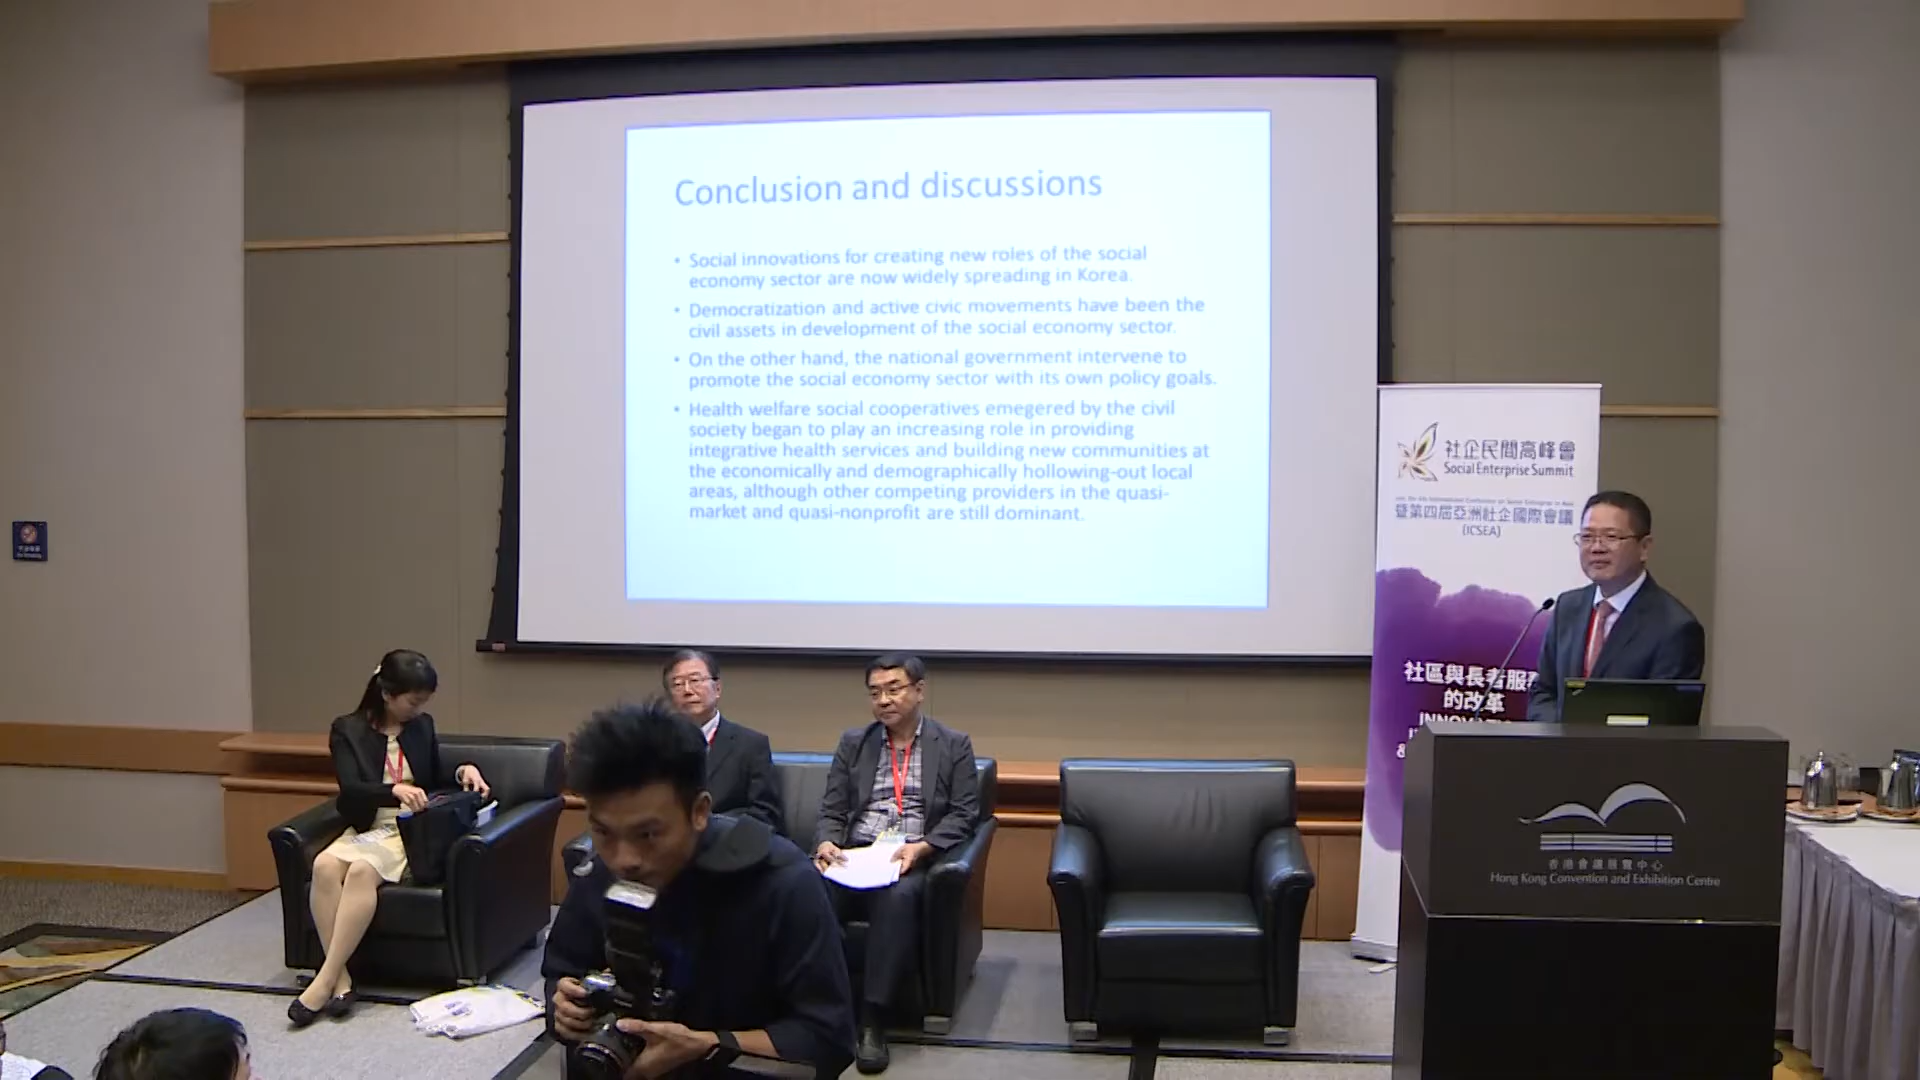 Conclusion and discussions
• Social innovations for creating new roles of the social
economy sector are now widely spreading in Korea.
• Democratization and active civic movements have been the
civil assets in development of the social economy sector.
• On the other hand, the national government intervene to
promote the social economy sector with its own policy goals.
• Health welfare social cooperatives emegered by the civil
society began to play an increasing role in providing
integrative health services and building new communities at
the economically and demographically hollowing-out local
areas, although other competing providers in the quasi-
market and quasi-nonprofit are still dominant.
社企民間高峰會
Social Enterprise Summit
暨第四屆亞洲社企國際會議
(ICSEA)
社區與長者服
的改革
香港會議展覽中心
Hong Kong Convention and Exhibition Centre